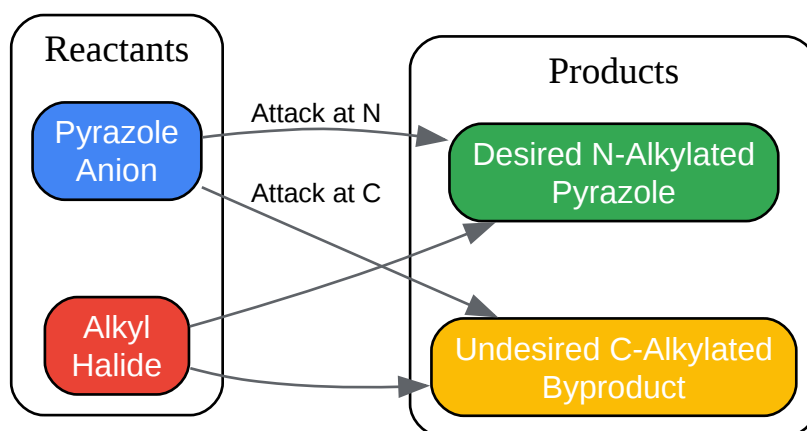 Reactants
Products
Pyrazole
Anion
Attack at N
Desired N-Alkylated
Pyrazole
Attack at C
Alkyl
Halide
Undesired C-Alkylated
Byproduct